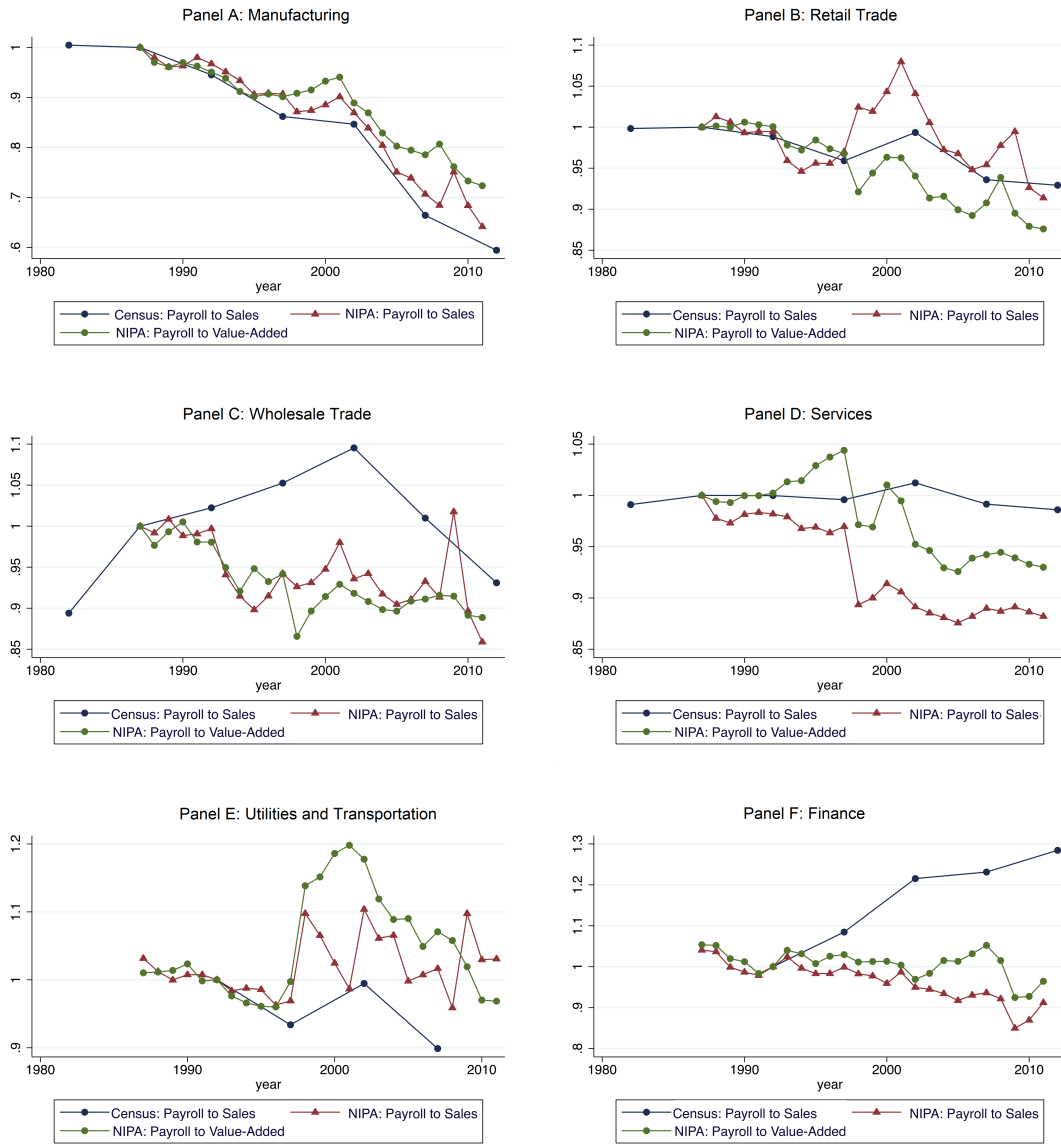 Panel A: Manufacturing
1
.9
.8
.7
.6
1980 1990 2000 2010
year
Census: Payroll to Sales NIPA: Payroll to Sales
NIPA: Payroll to Value-Added
Panel B: Retail Trade
1.1
1.05
1
.95
.9
.85
1980 1990 2000 2010
year
Census: Payroll to Sales NIPA: Payroll to Sales
NIPA: Payroll to Value-Added
Panel C: Wholesale Trade
1.1
1.05
1
.95
.9
.85
1980 1990 2000 2010
year
Census: Payroll to Sales NIPA: Payroll to Sales
NIPA: Payroll to Value-Added
Panel D: Services
1.05
1
.95
.9
.85
1980 1990 2000 2010
year
Census: Payroll to Sales NIPA: Payroll to Sales
NIPA: Payroll to Value-Added
Panel E: Utilities and Transportation
1.2
1.1
1
.9
1980 1990 2000 2010
year
Census: Payroll to Sales NIPA: Payroll to Sales
NIPA: Payroll to Value-Added
Panel F: Finance
1.3
1.2
1.1
1
.9
.8
1980 1990 2000 2010
year
Census: Payroll to Sales NIPA: Payroll to Sales
NIPA: Payroll to Value-Added